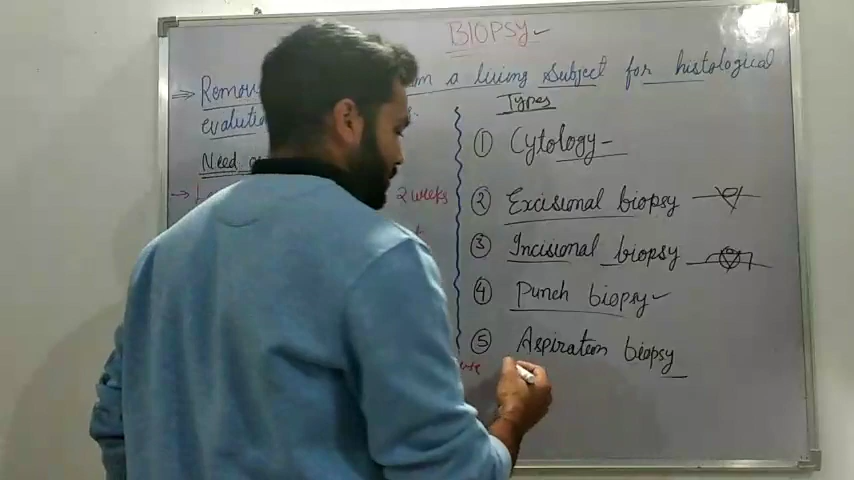 BIOPSY
⇒ Remov m a living subject for histological
evaluti
Need
→ 2 weeks
Types
① Cytology-
② Excisional biopsy
③ Incisional biopsy
④ Punch biopsy
⑤ Aspiration biopsy